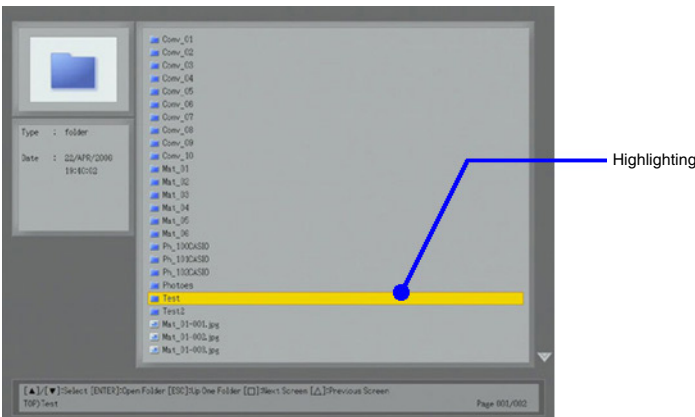 Type : folder
Date : 22/APR/2008
19:40:02
Conv_01
Conv_02
Conv_03
Conv_04
Conv_05
Conv_06
Conv_07
Conv_08
Conv_09
Conv_10
Mat_01
Mat_02
Mat_03
Mat_04
Mat_05
Mat_06
Ph_100CASIO
Ph_101CASIO
Ph_102CASIO
Photoes
Test
Test2
Mat_01-001.jpg
Mat_01-002.jpg
Mat_01-003.jpg
Highlighting
[▲]/[▼]:Select [ENTER]:Open Folder [ESC]:Up One Folder [□]:Next Screen [△]:Previous Screen
TOP)Test
Page 001/002